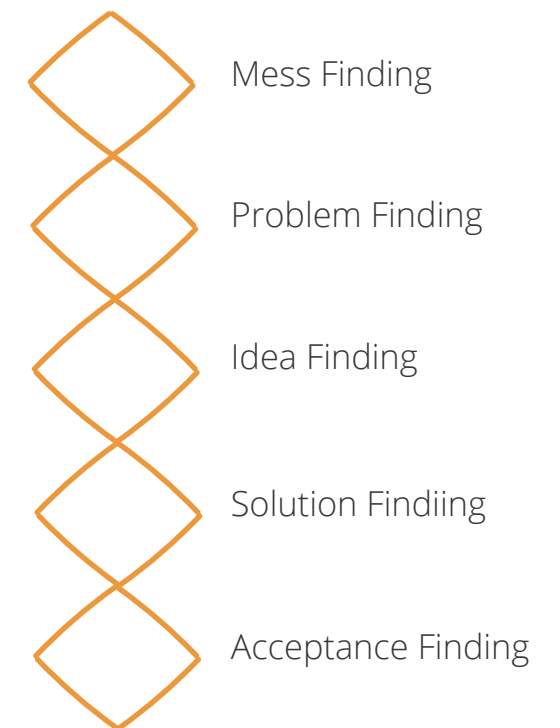 Mess Finding
Problem Finding
Idea Finding
Solution Findiing
Acceptance Finding